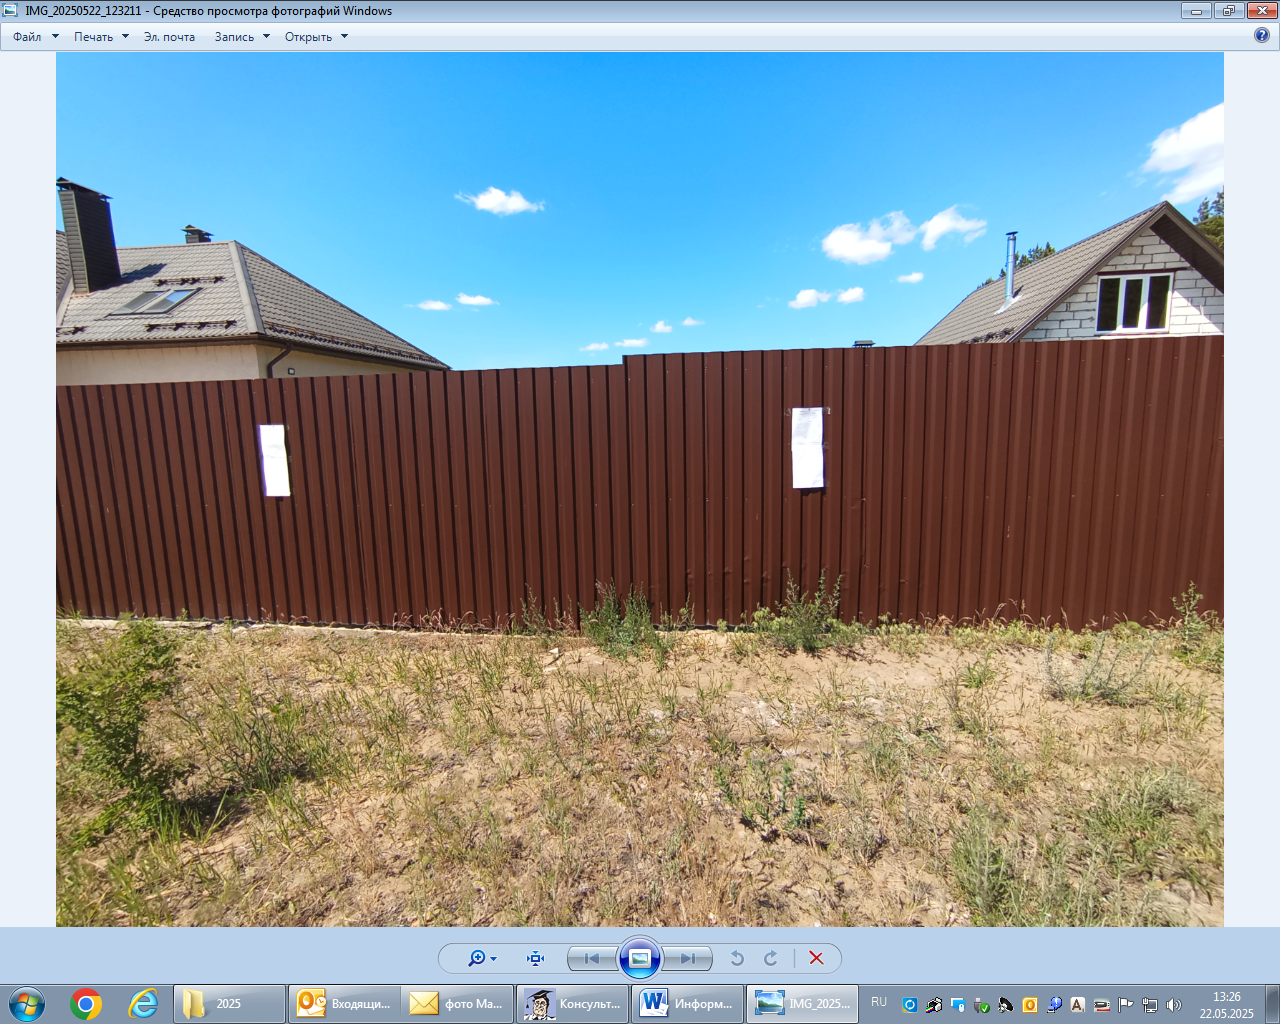 IMG_20250522_123211 - Средство просмотра фотографий Windows
Файл Печать Эл. почта Запись Открыть
2025 Входящи... фото Ма... Консульт... Информ... IMG_2025... RU 13:26
22.05.2025